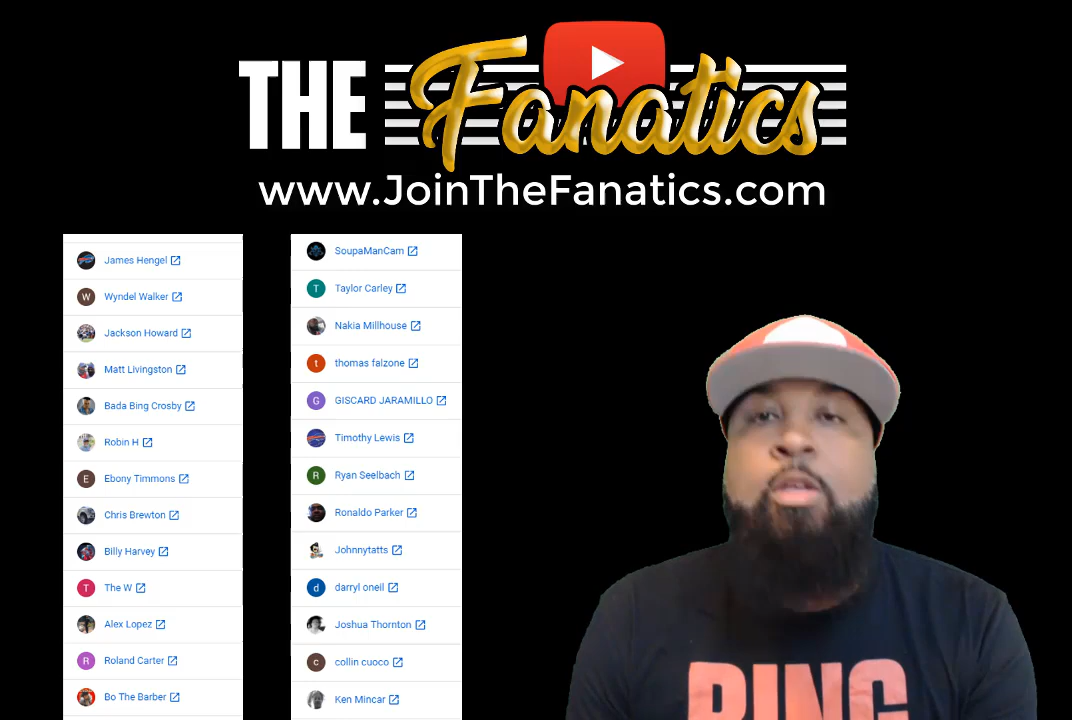 THE Fanatics
www.JoinTheFanatics.com
James Hengel
W Wyndel Walker
Jackson Howard
Matt Livingston
Bada Bing Crosby
Robin H
E Ebony Timmons
Chris Brewton
Billy Harvey
T The W
Alex Lopez
R Roland Carter
Bo The Barber
SoupaManCam
T Taylor Carley
Nakia Millhouse
t thomas falzone
G GISCARD JARAMILLO
Timothy Lewis
R Ryan Seelbach
Ronaldo Parker
Johnnytatts
d darryl oneil
Joshua Thornton
c collin cuoco
Ken Mincar